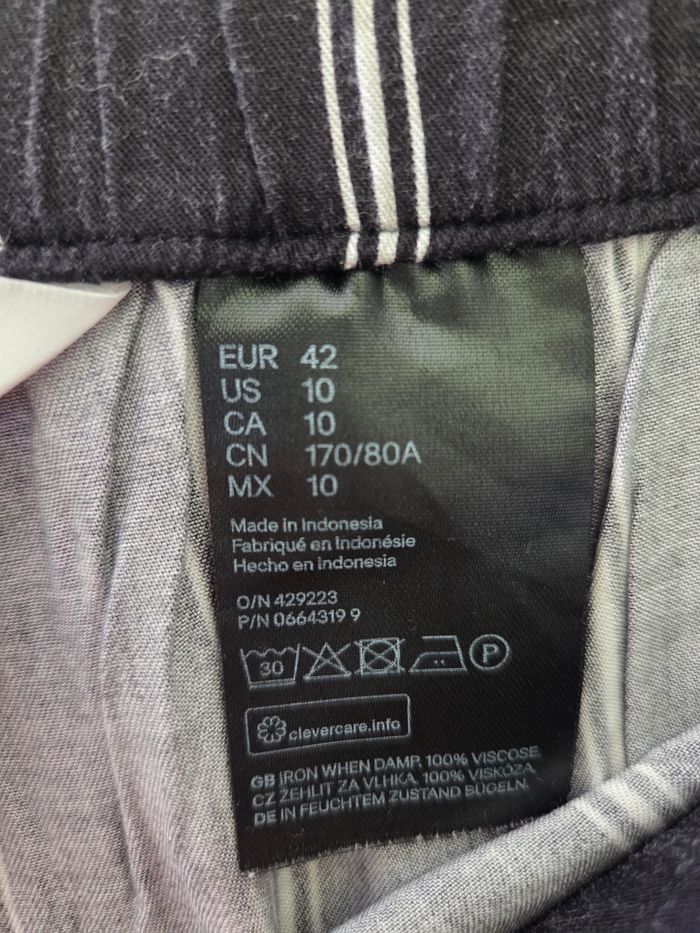 EUR 42
US 10
CA 10
CN 170/80A
MX 10
Made in Indonesia
Fabriqué en Indonésie
Hecho en Indonesia
O/N 429223
P/N 0664319 9
30 P
clevercare.info
GB IRON WHEN DAMP. 100% VISCOSE
CZ ŽEHLIT ZA VLHKA. 100% VISKÓZA
DE IN FEUCHTEM ZUSTAND BÜGELN.